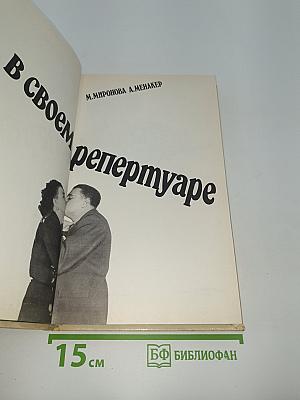 М. МИРОНОВА А. МЕНАКЕР
В СВОЕМ
репертуаре
15 см
БФ БИБЛИОФАН